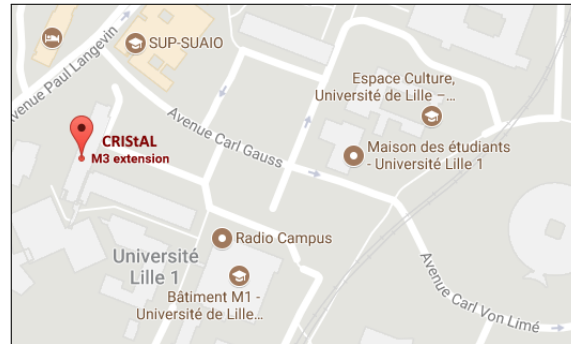 SUP-SUAIO
Avenue Paul Langevin
Espace Culture,
Université de Lille –...
Avenue Carl Gauss
CRIStAL
M3 extension
Maison des étudiants
- Université Lille 1
Radio Campus
Université
Lille 1
Bâtiment M1 -
Université de Lille...
Avenue Carl Von Limé